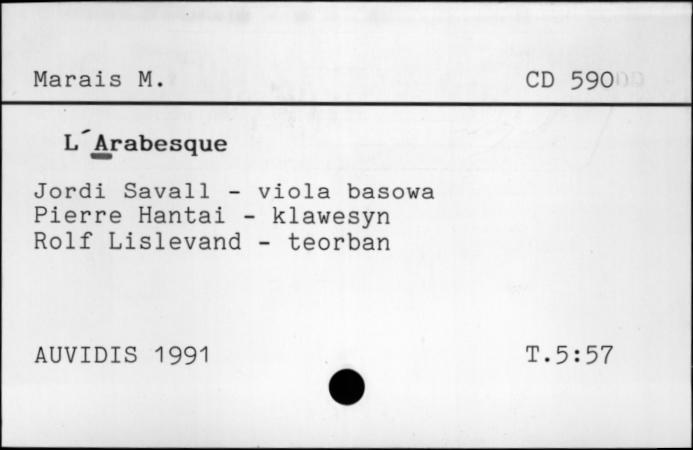 Marais M. CD 590
L´Arabesque
Jordi Savall - viola basowa
Pierre Hantai - klawesyn
Rolf Lislevand - teorban
AUVIDIS 1991 T.5:57